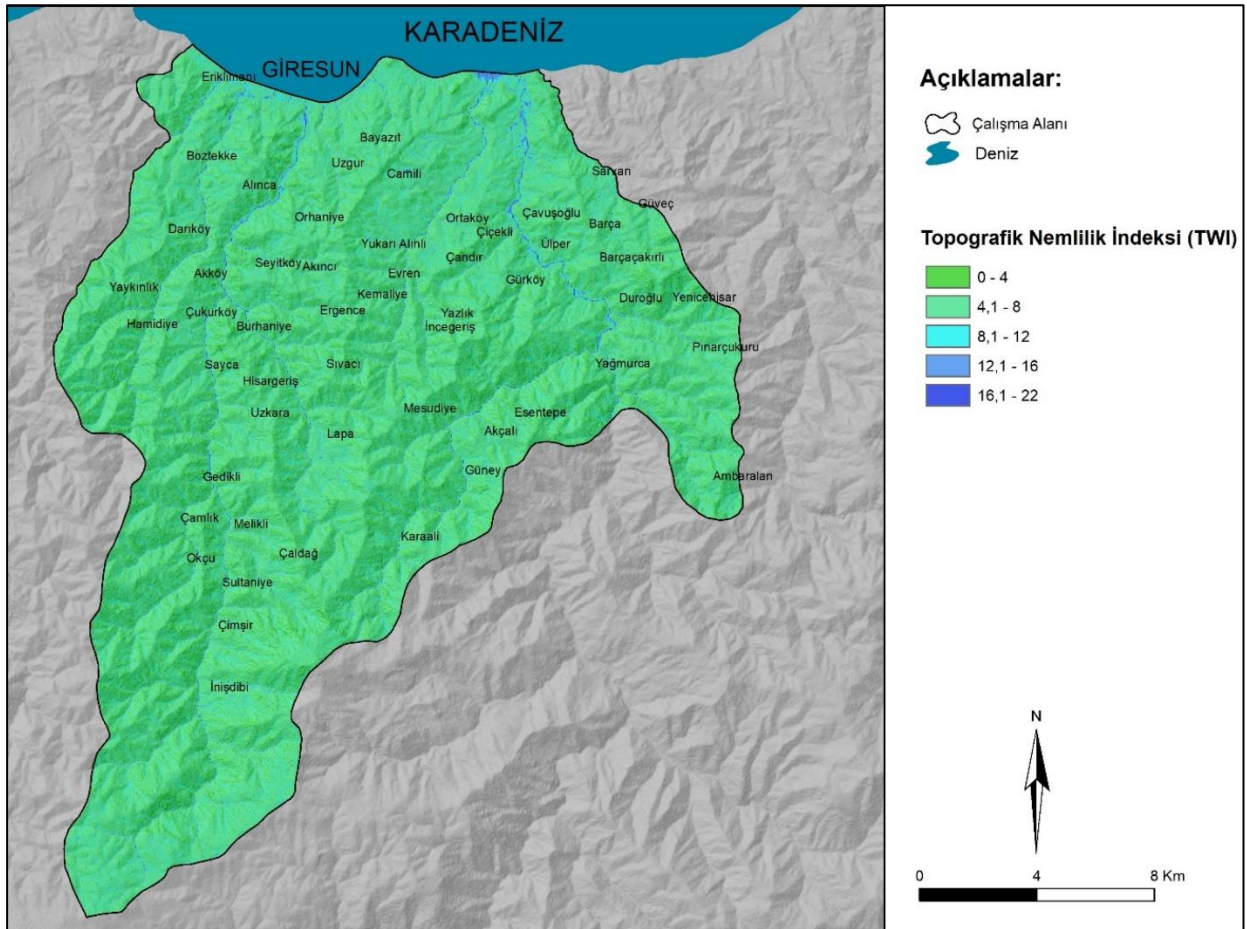 KARADENİZ
GİRESUN
Eriklimanı
Bayazıt
Boztekke
Uzgur
Camili
Sarvan
Alınca
Güveç
Orhaniye
Ortaköy
Çavuşoğlu
Darıköy
Çiçekli
Barça
Yukarı Alınlı
Ülper
Seyitköy
Akıncı
Çandır
Barçaçakırlı
Akköy
Evren
Gürköy
Yaykınlık
Kemaliye
Duroğlu
Yenicehisar
Çukurköy
Ergence
Yazlık
Hamidiye
Burhaniye
İncegeriş
Pınarçukuru
Sayca
Sıvacı
Yağmurca
Hisargeriş
Uzkara
Mesudiye
Esentepe
Lapa
Akçalı
Gedikli
Güney
Ambaralan
Çamlık
Melikli
Karaali
Okçu
Çaldağ
Sultaniye
Çimşir
İnişdibi
Açıklamalar:
Çalışma Alanı
Deniz
Topografik Nemlilik İndeksi (TWI)
0 - 4
4,1 - 8
8,1 - 12
12,1 - 16
16,1 - 22
N
0 4 8 Km